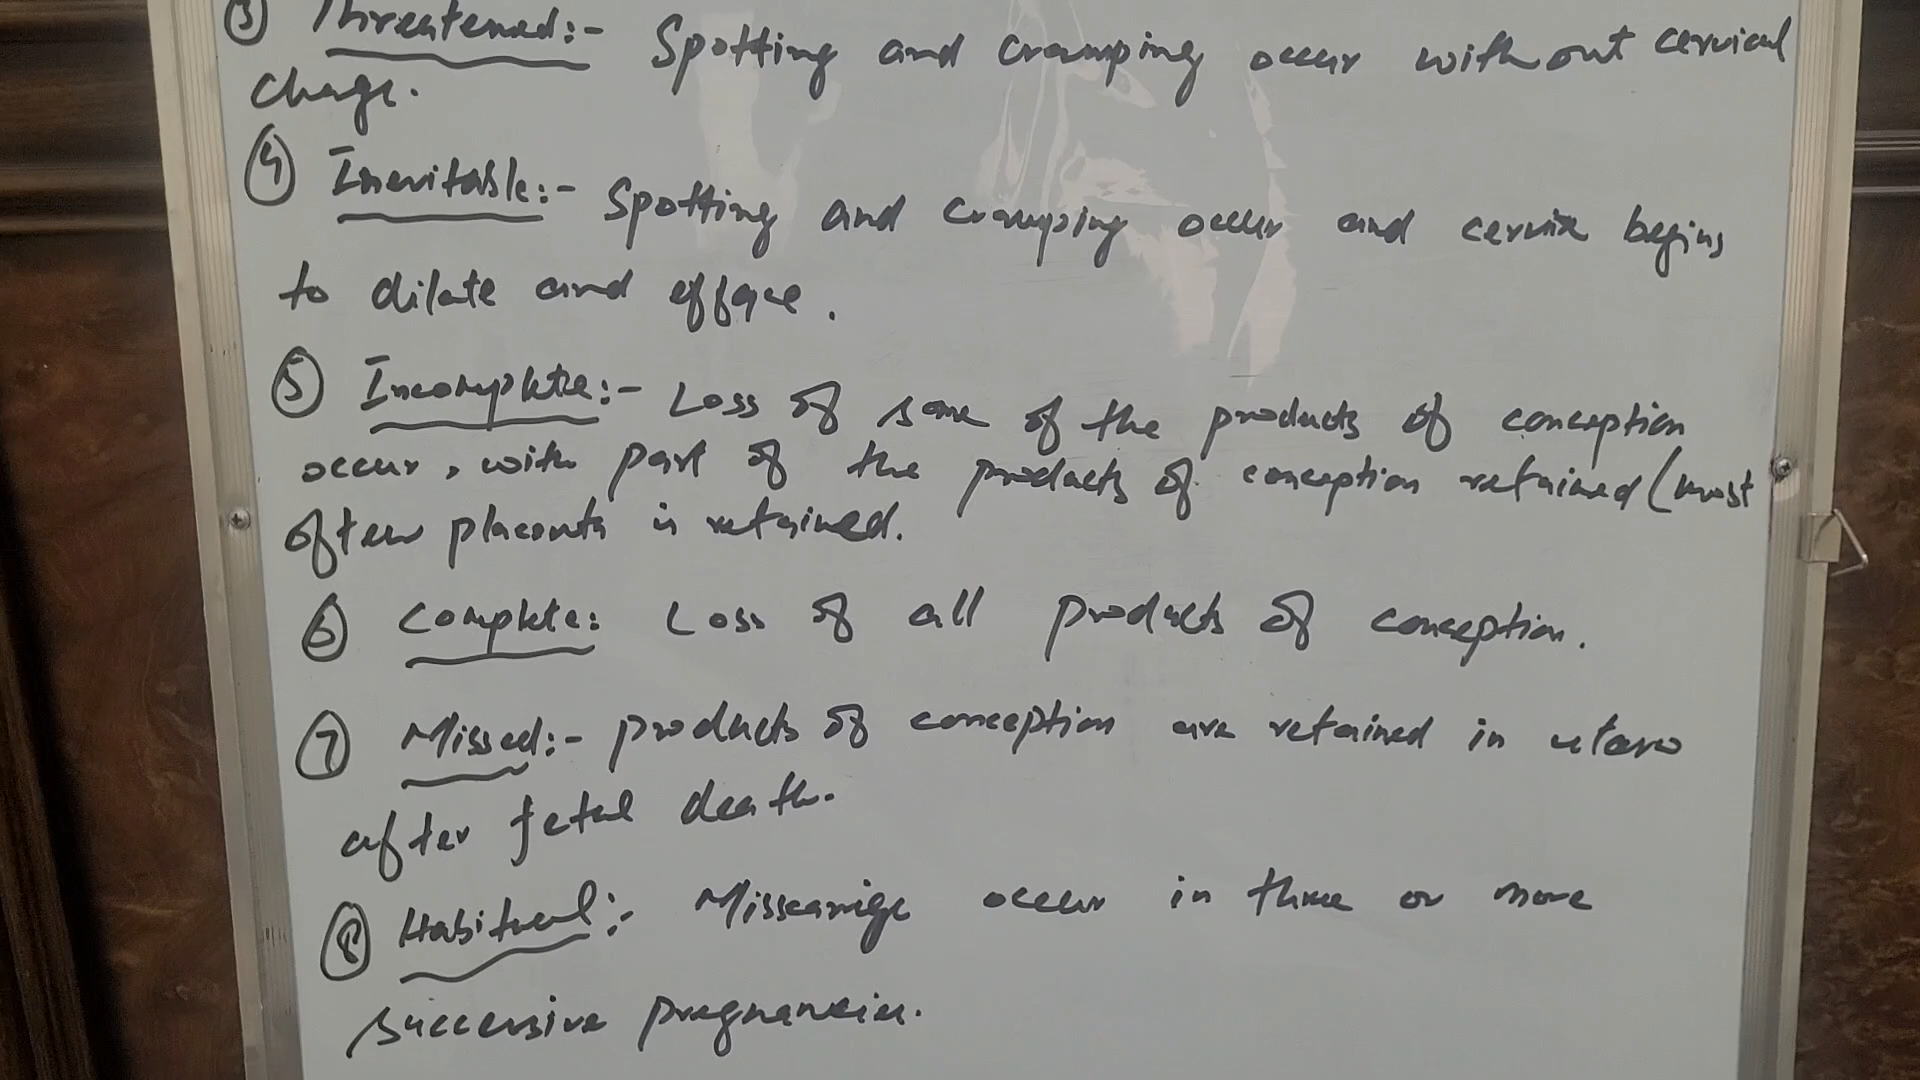 ③ Threatened:- Spotting and cramping occur without cervical
change.
④ Inevitable:- Spotting and cramping occur and cervix begins
to dilate and efface.
⑤ Incomplete:- Loss of some of the products of conception
occur, with part of the products of conception retained (most
often placenta is retained.
⑥ Complete: Loss of all products of conception.
⑦ Missed:- products of conception are retained in utero
after fetal death.
⑧ Habitual:- Misscarrige occur in three or more
successive pregnancies.